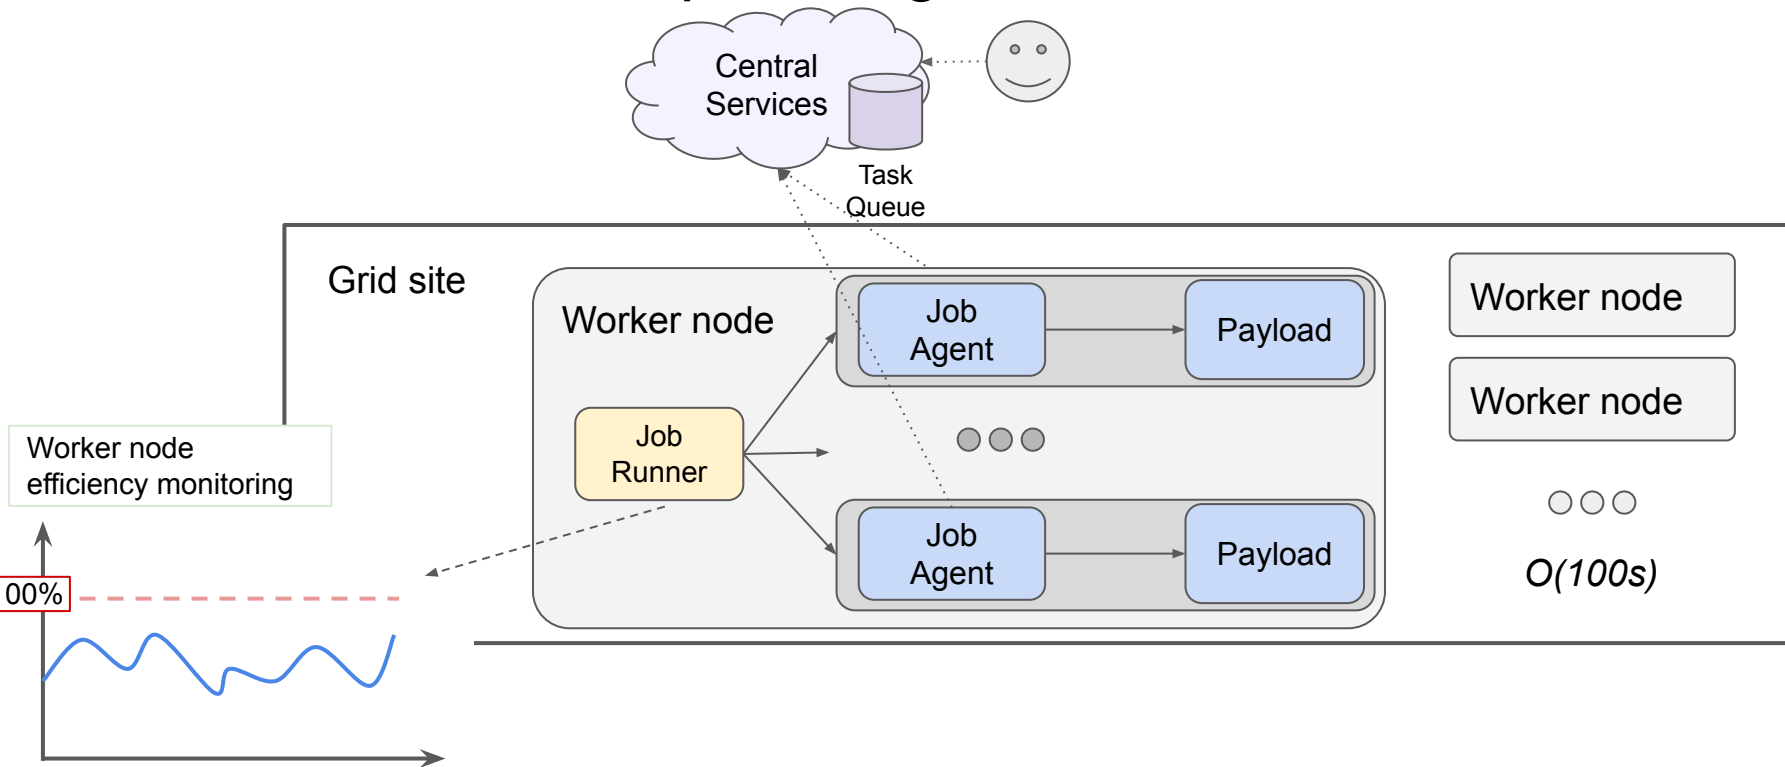 Central
Services
Task
Queue
Grid site
Worker node
Job
Agent
Payload
Worker node
Worker node
Job
Runner
Worker node
efficiency monitoring
Job
Agent
Payload
O(100s)
00%